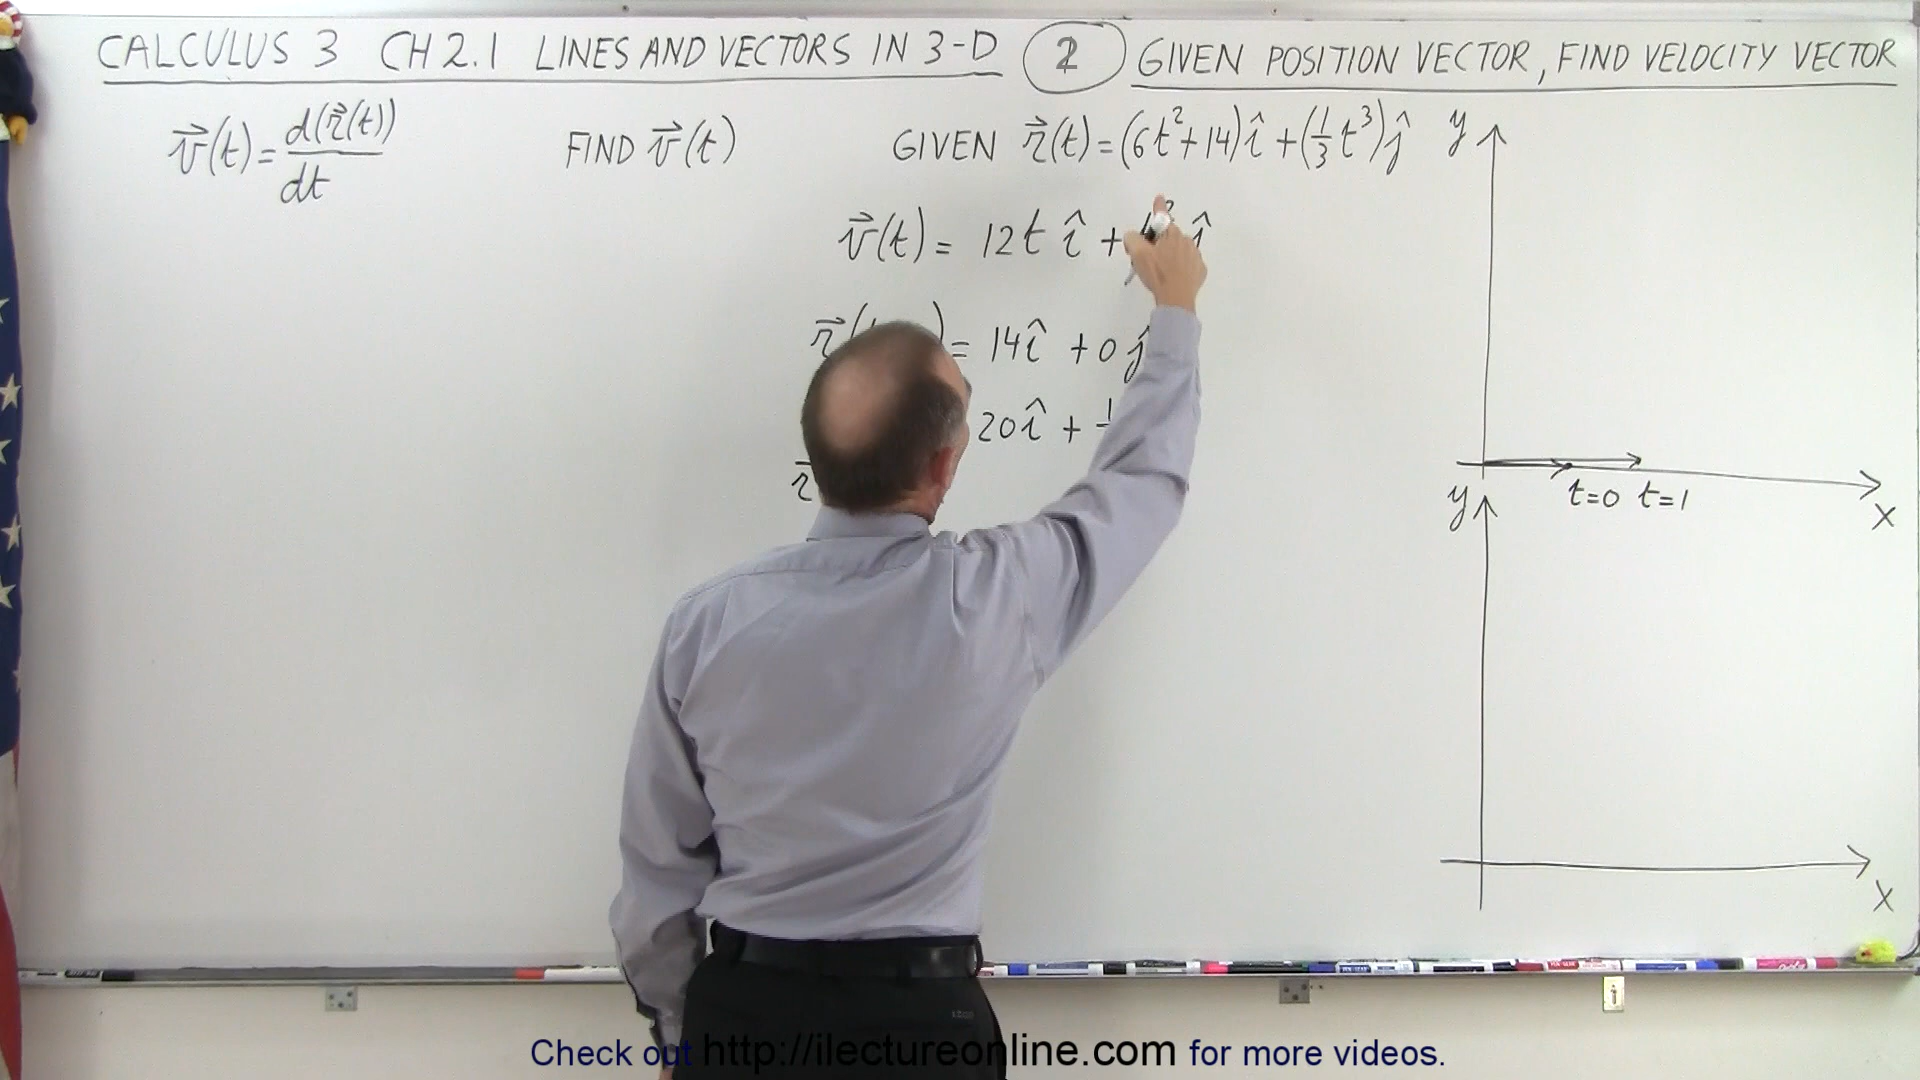 CALCULUS 3 CH 2.1 LINES AND VECTORS IN 3-D 2 GIVEN POSITION VECTOR, FIND VELOCITY VECTOR
v⃗(t) = d(r⃗(t))/dt FIND v⃗(t) GIVEN r⃗(t) = (6t²+14)î + (1/3 t³)ĵ
v⃗(t) = 12t î +
r⃗( ) = 14î + 0ĵ
20î +
r⃗
y
t=0 t=1
x
y
x
Check out http://ilectureonline.com for more videos.